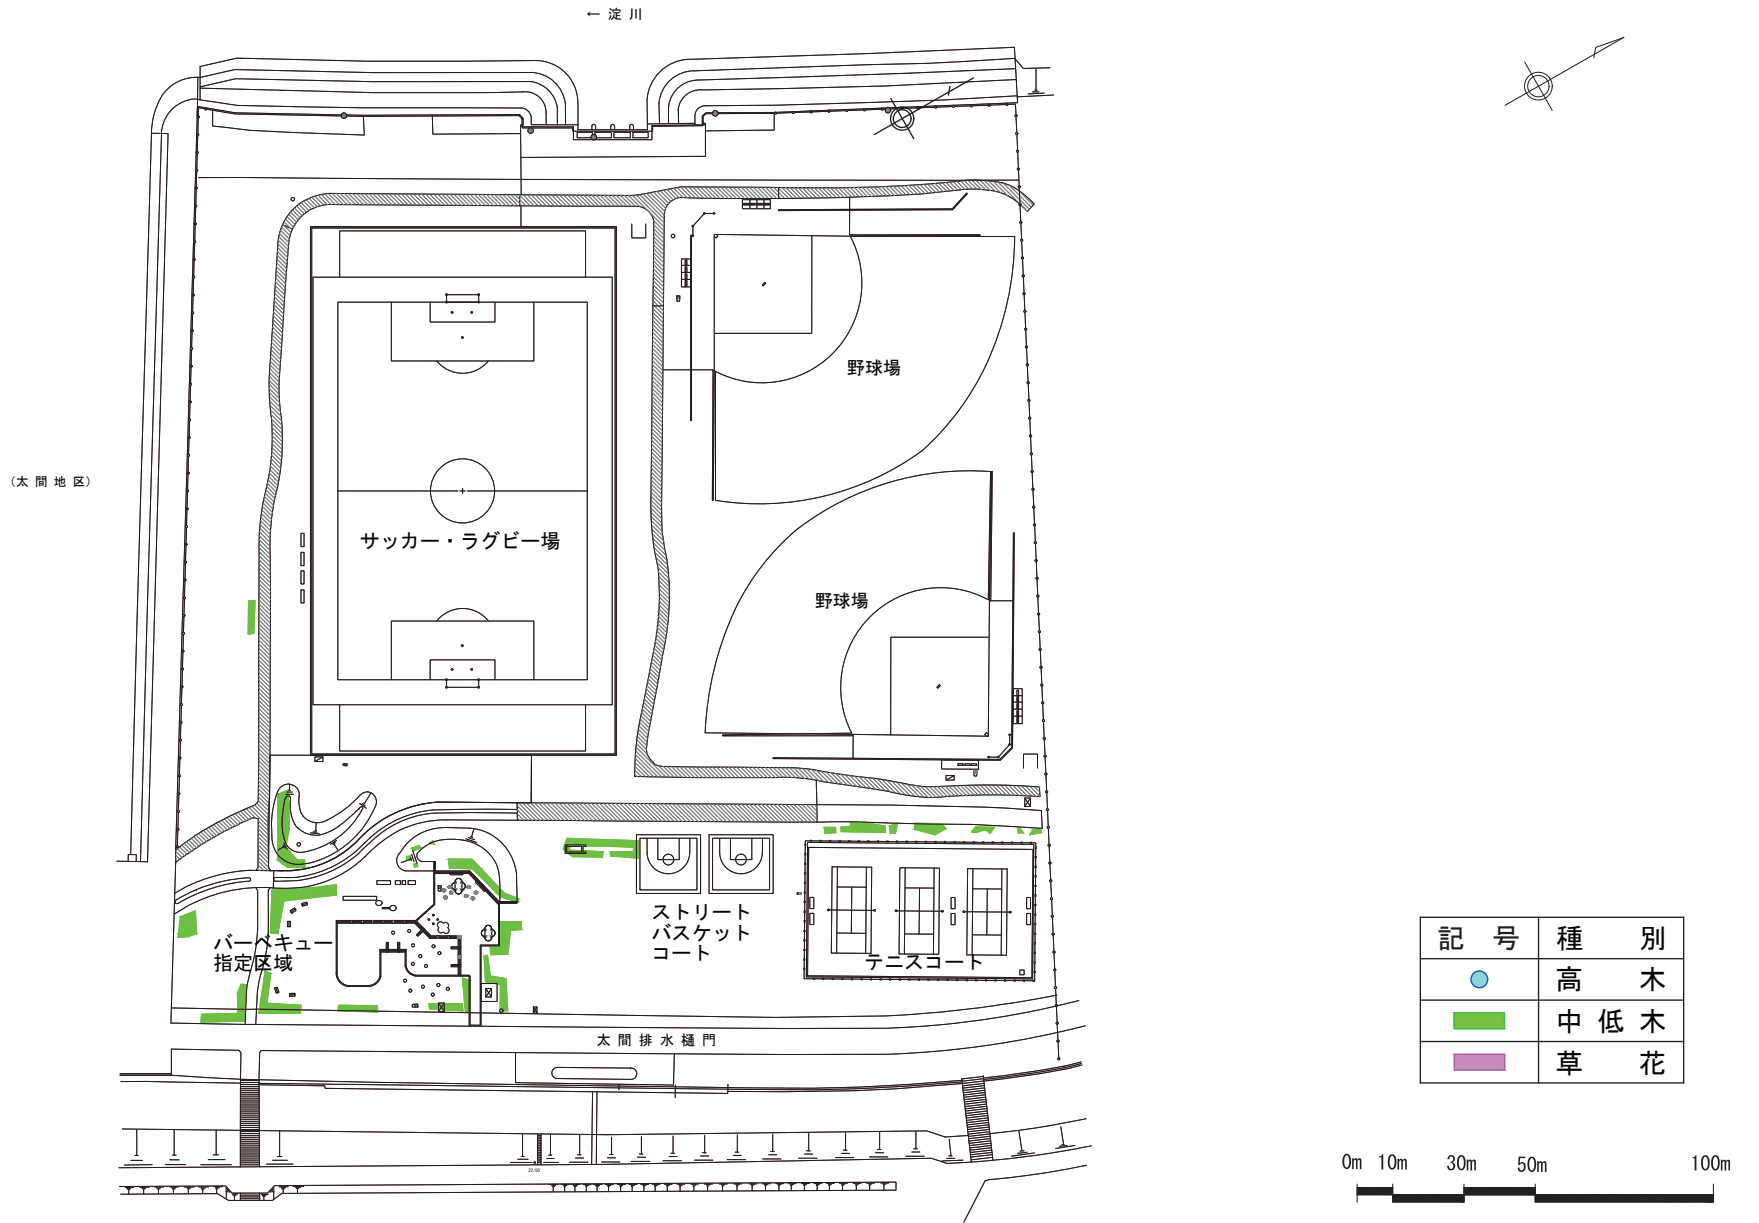 ← 淀 川
（太 間 地 区）
野球場
サッカー・ラグビー場
野球場
ストリート
バスケット
コート
バーベキュー
指定区域
テニスコート
太 間 排 水 樋 門
記 号 種 別
高 木
中 低 木
草 花
0m 10m 30m 50m 100m